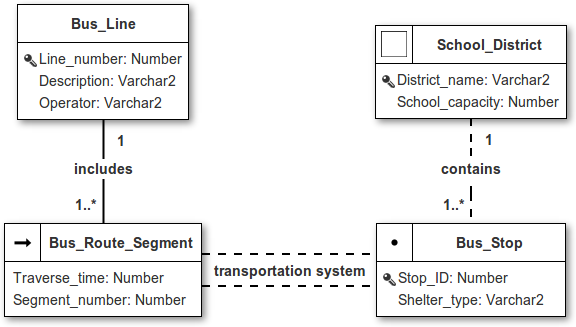 Bus_Line
Line_number: Number
Description: Varchar2
Operator: Varchar2
School_District
District_name: Varchar2
School_capacity: Number
1
includes
1..*
1
contains
1..*
Bus_Route_Segment
Traverse_time: Number
Segment_number: Number
transportation system
Bus_Stop
Stop_ID: Number
Shelter_type: Varchar2